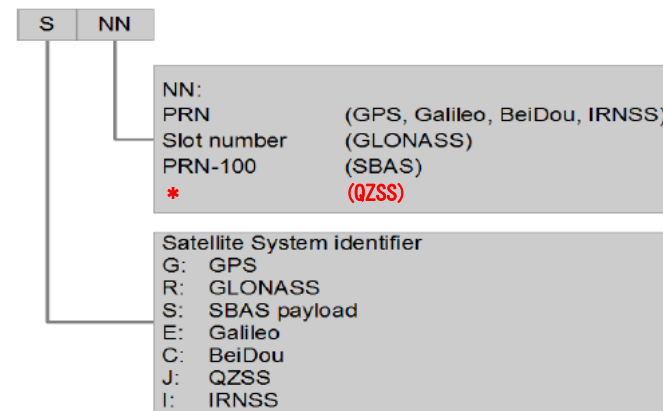 S NN
NN:
PRN (GPS, Galileo, BeiDou, IRNSS)
Slot number (GLONASS)
PRN-100 (SBAS)
* (QZSS)
Satellite System identifier
G: GPS
R: GLONASS
S: SBAS payload
E: Galileo
C: BeiDou
J: QZSS
I: IRNSS